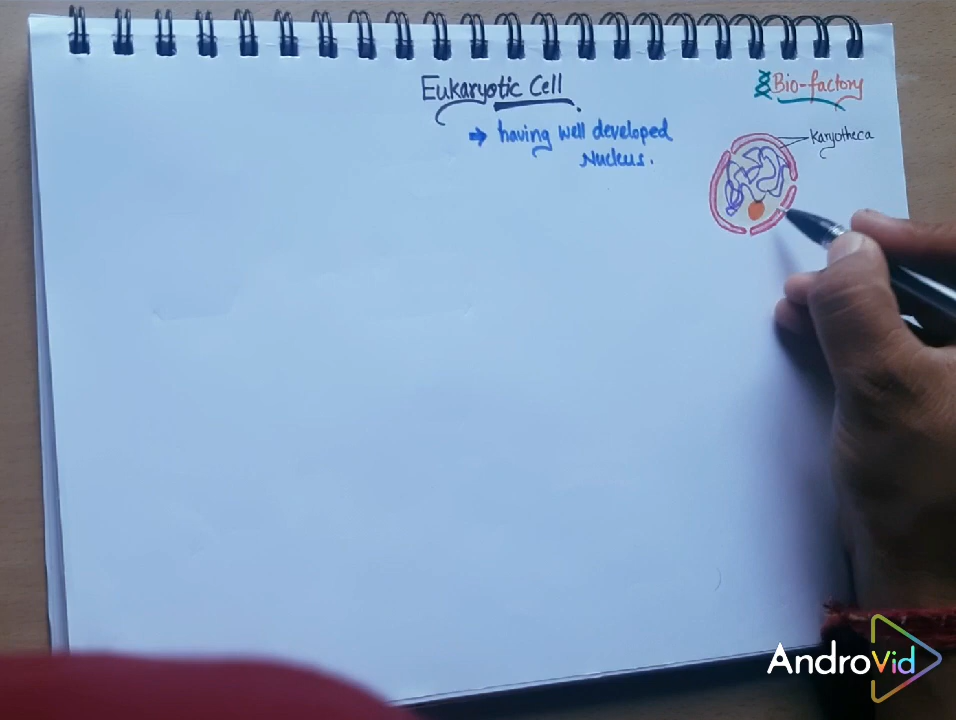 Eukaryotic Cell
Bio-factory
→ having well developed
Nucleus.
Karyotheca
AndroVid